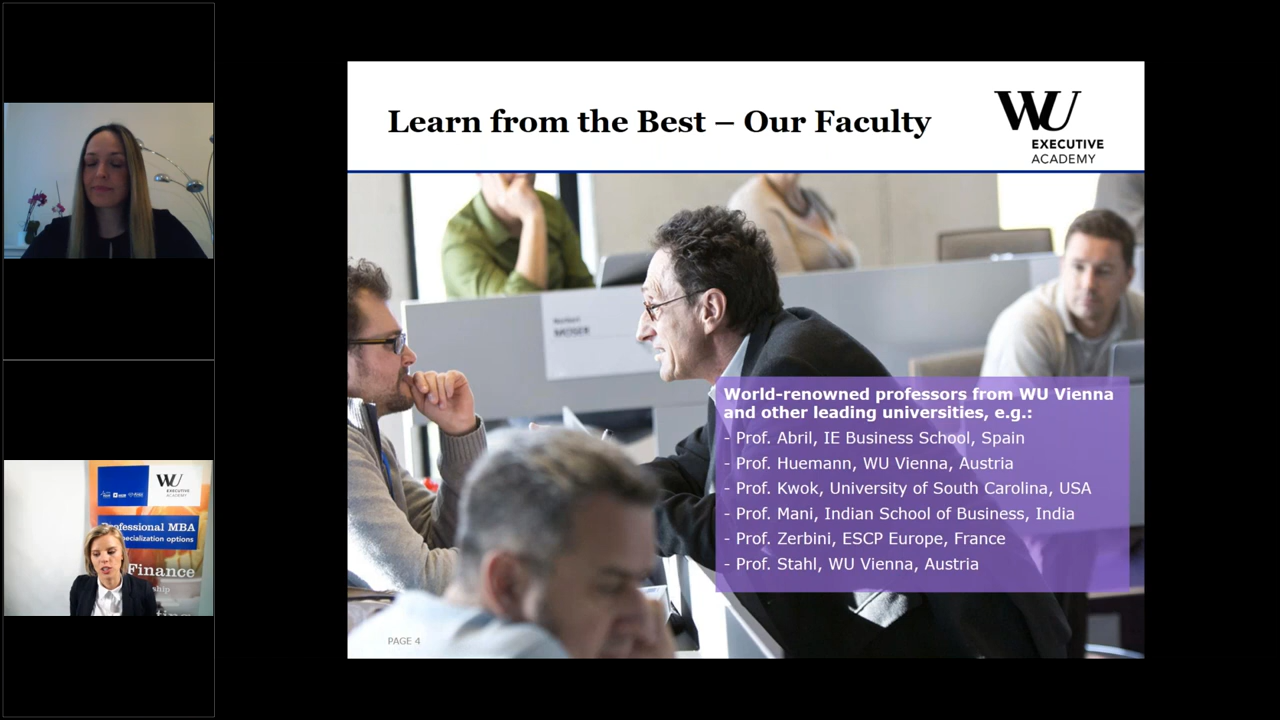 Learn from the Best – Our Faculty
WU
EXECUTIVE
ACADEMY
World-renowned professors from WU Vienna
and other leading universities, e.g.:
- Prof. Abril, IE Business School, Spain
- Prof. Huemann, WU Vienna, Austria
- Prof. Kwok, University of South Carolina, USA
- Prof. Mani, Indian School of Business, India
- Prof. Zerbini, ESCP Europe, France
- Prof. Stahl, WU Vienna, Austria
PAGE 4
WU
EXECUTIVE
ACADEMY
Professional MBA
specialization options
Finance